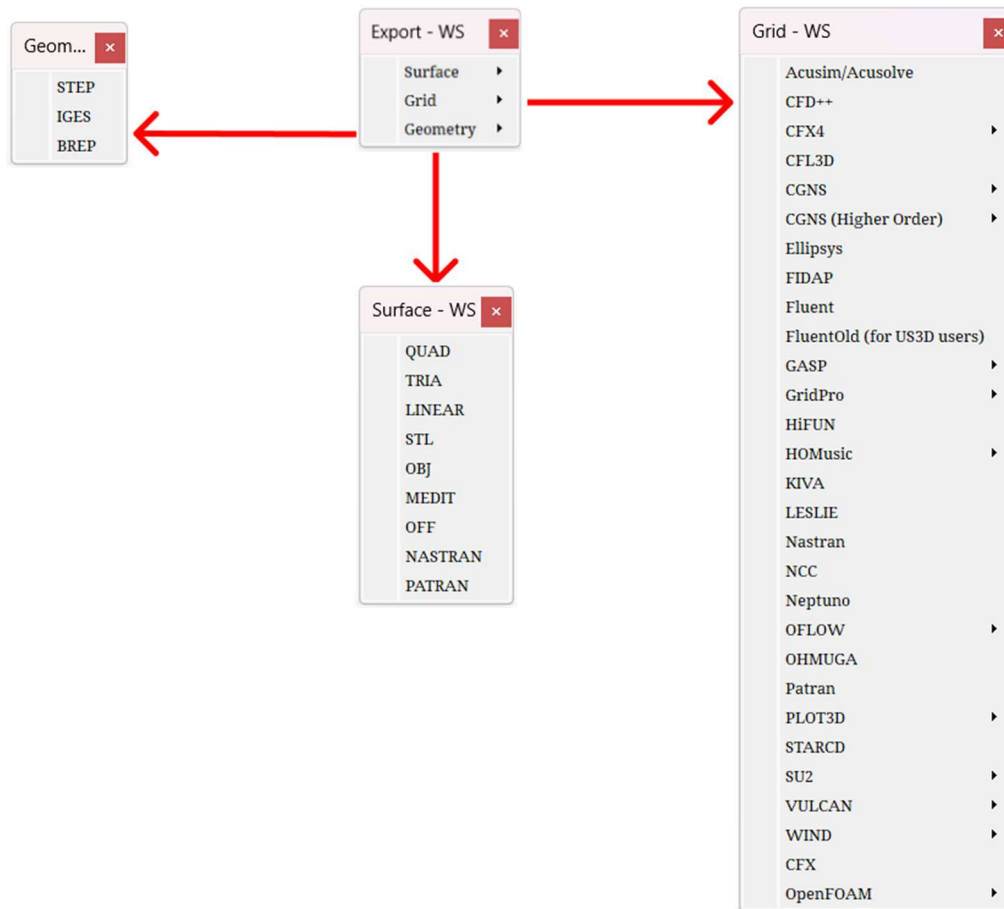 Geom...
STEP
IGES
BREP
Export - WS
Surface
Grid
Geometry
Surface - WS
QUAD
TRIA
LINEAR
STL
OBJ
MEDIT
OFF
NASTRAN
PATRAN
Grid - WS
Acusim/Acusolve
CFD++
CFX4
CFL3D
CGNS
CGNS (Higher Order)
Ellipsys
FIDAP
Fluent
FluentOld (for US3D users)
GASP
GridPro
HiFUN
HOMusic
KIVA
LESLIE
Nastran
NCC
Neptuno
OFLOW
OHMUGA
Patran
PLOT3D
STARCD
SU2
VULCAN
WIND
CFX
OpenFOAM